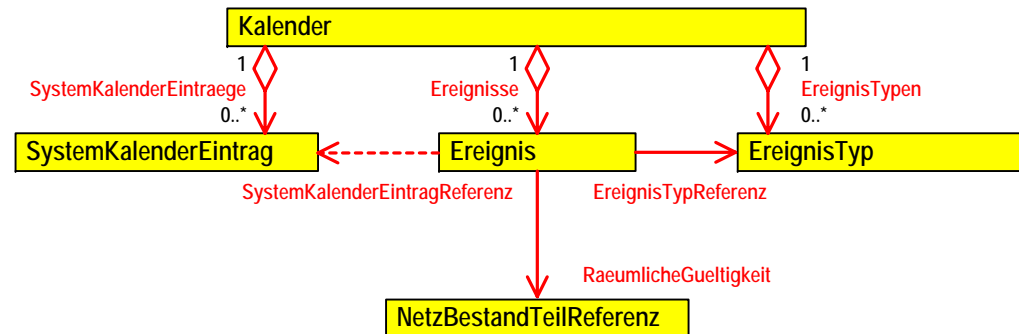 Kalender
1
1
1
SystemKalenderEintraege
Ereignisse
EreignisTypen
0..*
0..*
0..*
SystemKalenderEintrag
Ereignis
EreignisTyp
SystemKalenderEintragReferenz
EreignisTypReferenz
RaeumlicheGueltigkeit
NetzBestandTeilReferenz